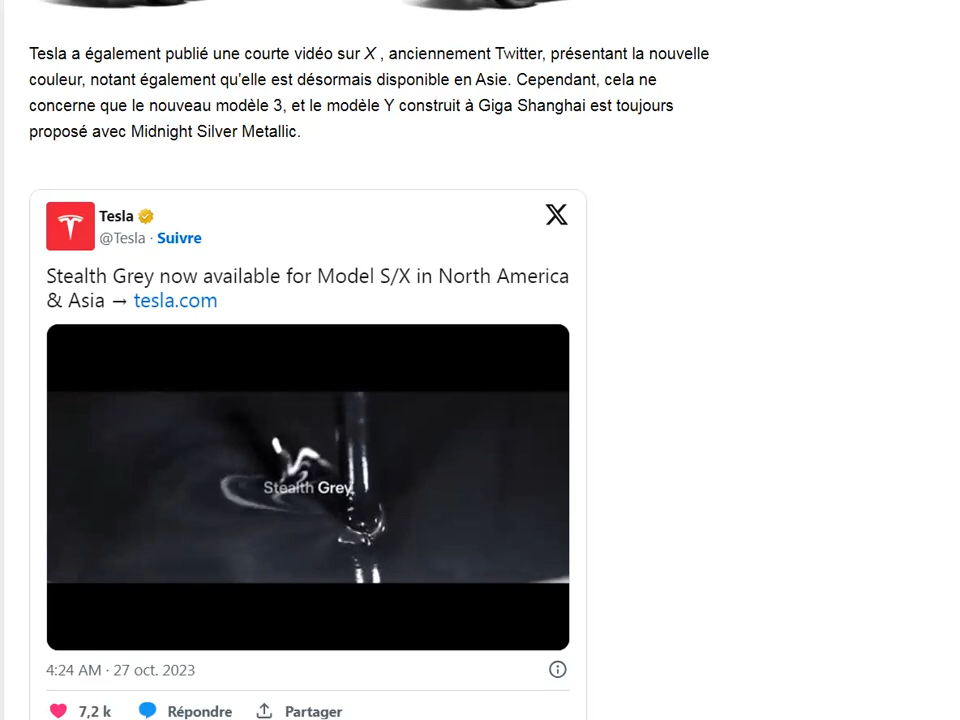 Tesla a également publié une courte vidéo sur X , anciennement Twitter, présentant la nouvelle
couleur, notant également qu'elle est désormais disponible en Asie. Cependant, cela ne
concerne que le nouveau modèle 3, et le modèle Y construit à Giga Shanghai est toujours
proposé avec Midnight Silver Metallic.
Tesla
@Tesla · Suivre
Stealth Grey now available for Model S/X in North America
& Asia → tesla.com
Stealth Grey
4:24 AM · 27 oct. 2023
7,2 k Répondre Partager